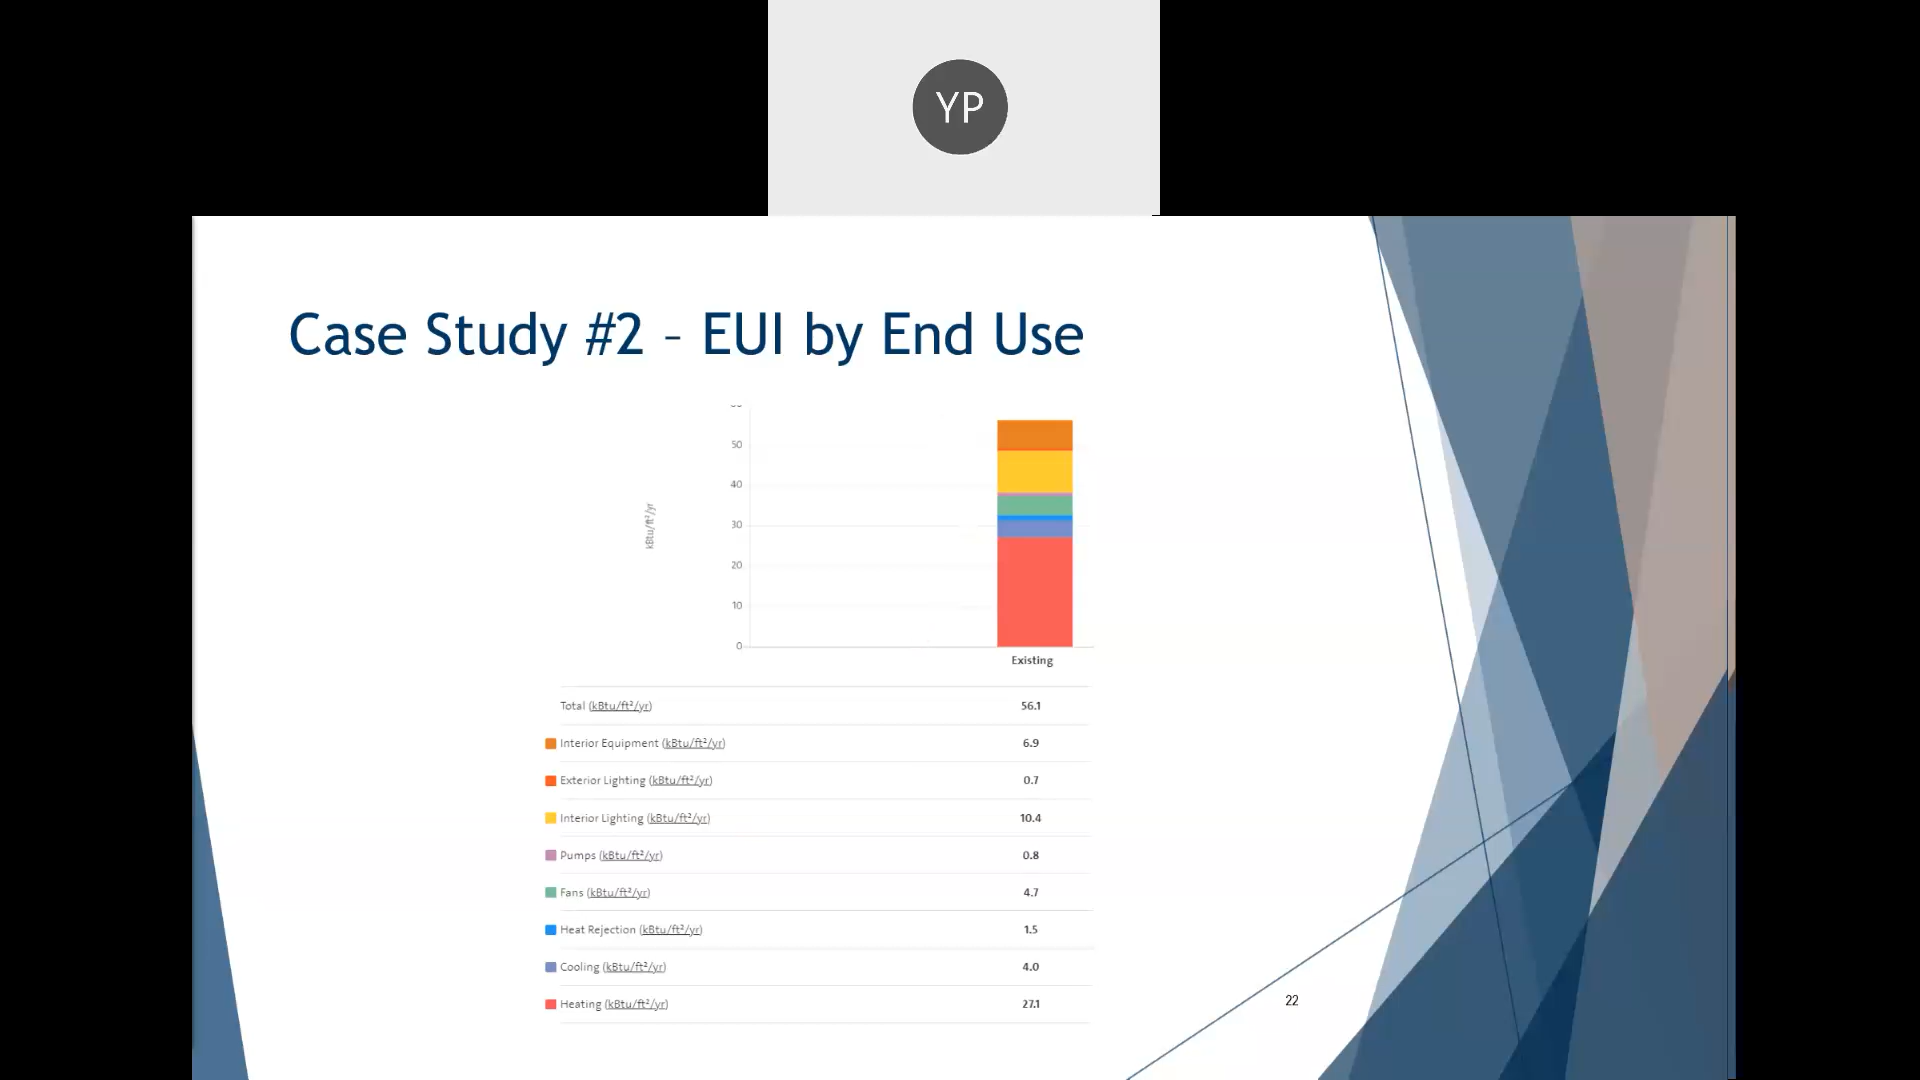 YP
Case Study #2 – EUI by End Use
50
40
30
20
10
0
kBtu/ft²/yr
Existing
Total (kBtu/ft²/yr) 56.1
Interior Equipment (kBtu/ft²/yr) 6.9
Exterior Lighting (kBtu/ft²/yr) 0.7
Interior Lighting (kBtu/ft²/yr) 10.4
Pumps (kBtu/ft²/yr) 0.8
Fans (kBtu/ft²/yr) 4.7
Heat Rejection (kBtu/ft²/yr) 1.5
Cooling (kBtu/ft²/yr) 4.0
Heating (kBtu/ft²/yr) 27.1
22